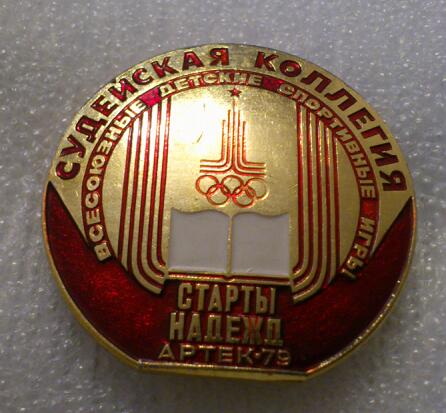 СУДЕЙСКАЯ КОЛЛЕГИЯ
ВСЕСОЮЗНЫЕ ДЕТСКИЕ СПОРТИВНЫЕ ИГРЫ
СТАРТЫ
НАДЕЖД
АРТЕК·79